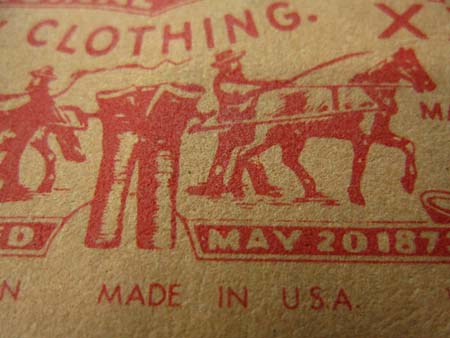 CLOTHING. X
MAY 20 187
MADE IN U.S.A.